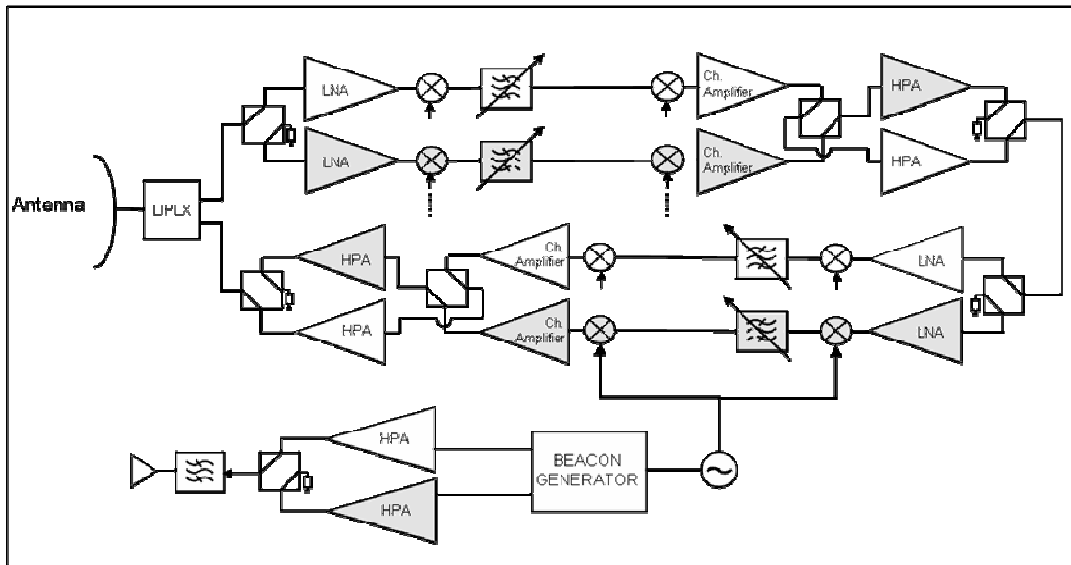 LNA
Ch.
Amplifier
HPA
LNA
Ch.
Amplifier
HPA
Antenna
DPLX
HPA
Ch.
Amplifier
LNA
HPA
Ch.
Amplifier
LNA
HPA
BEACON
GENERATOR
HPA